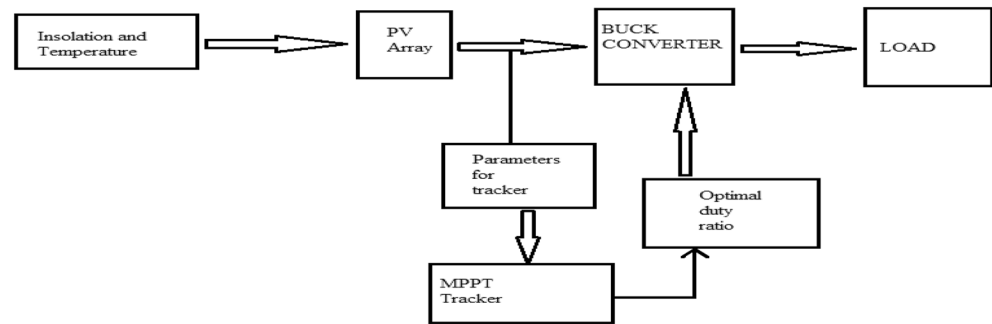 Insolation and
Temperature
PV
Array
BUCK
CONVERTER
LOAD
Parameters
for
tracker
Optimal
duty
ratio
MPPT
Tracker